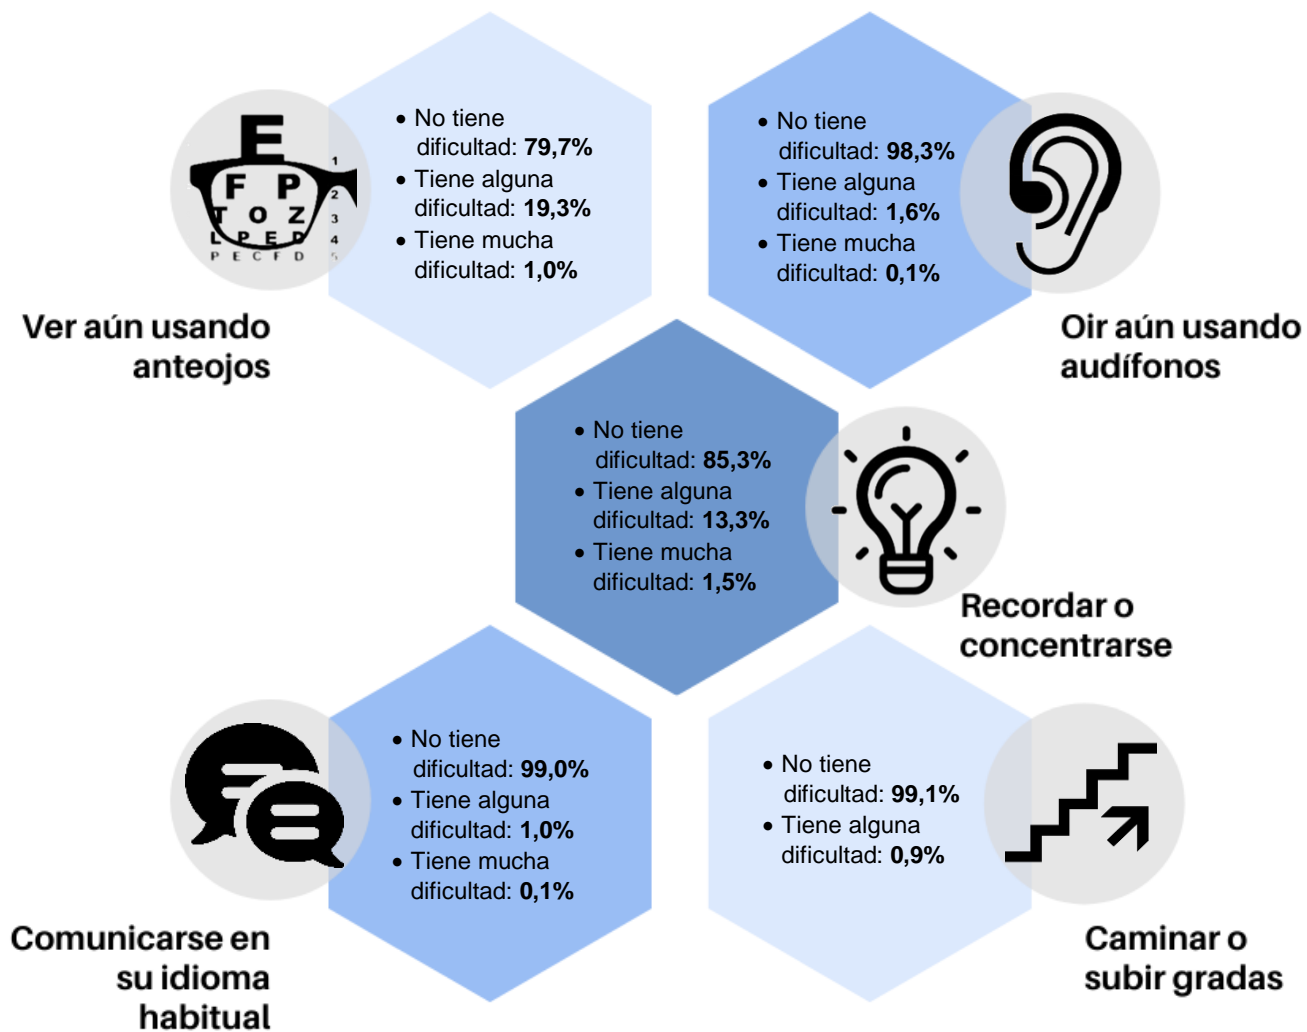 E
F P
T O Z
L P E D
P E C F D
1
2
3
4
5
• No tiene
dificultad: 79,7%
• Tiene alguna
dificultad: 19,3%
• Tiene mucha
dificultad: 1,0%
Ver aún usando
anteojos
• No tiene
dificultad: 98,3%
• Tiene alguna
dificultad: 1,6%
• Tiene mucha
dificultad: 0,1%
Oir aún usando
audífonos
• No tiene
dificultad: 85,3%
• Tiene alguna
dificultad: 13,3%
• Tiene mucha
dificultad: 1,5%
Recordar o
concentrarse
• No tiene
dificultad: 99,0%
• Tiene alguna
dificultad: 1,0%
• Tiene mucha
dificultad: 0,1%
Comunicarse en
su idioma
habitual
• No tiene
dificultad: 99,1%
• Tiene alguna
dificultad: 0,9%
Caminar o
subir gradas